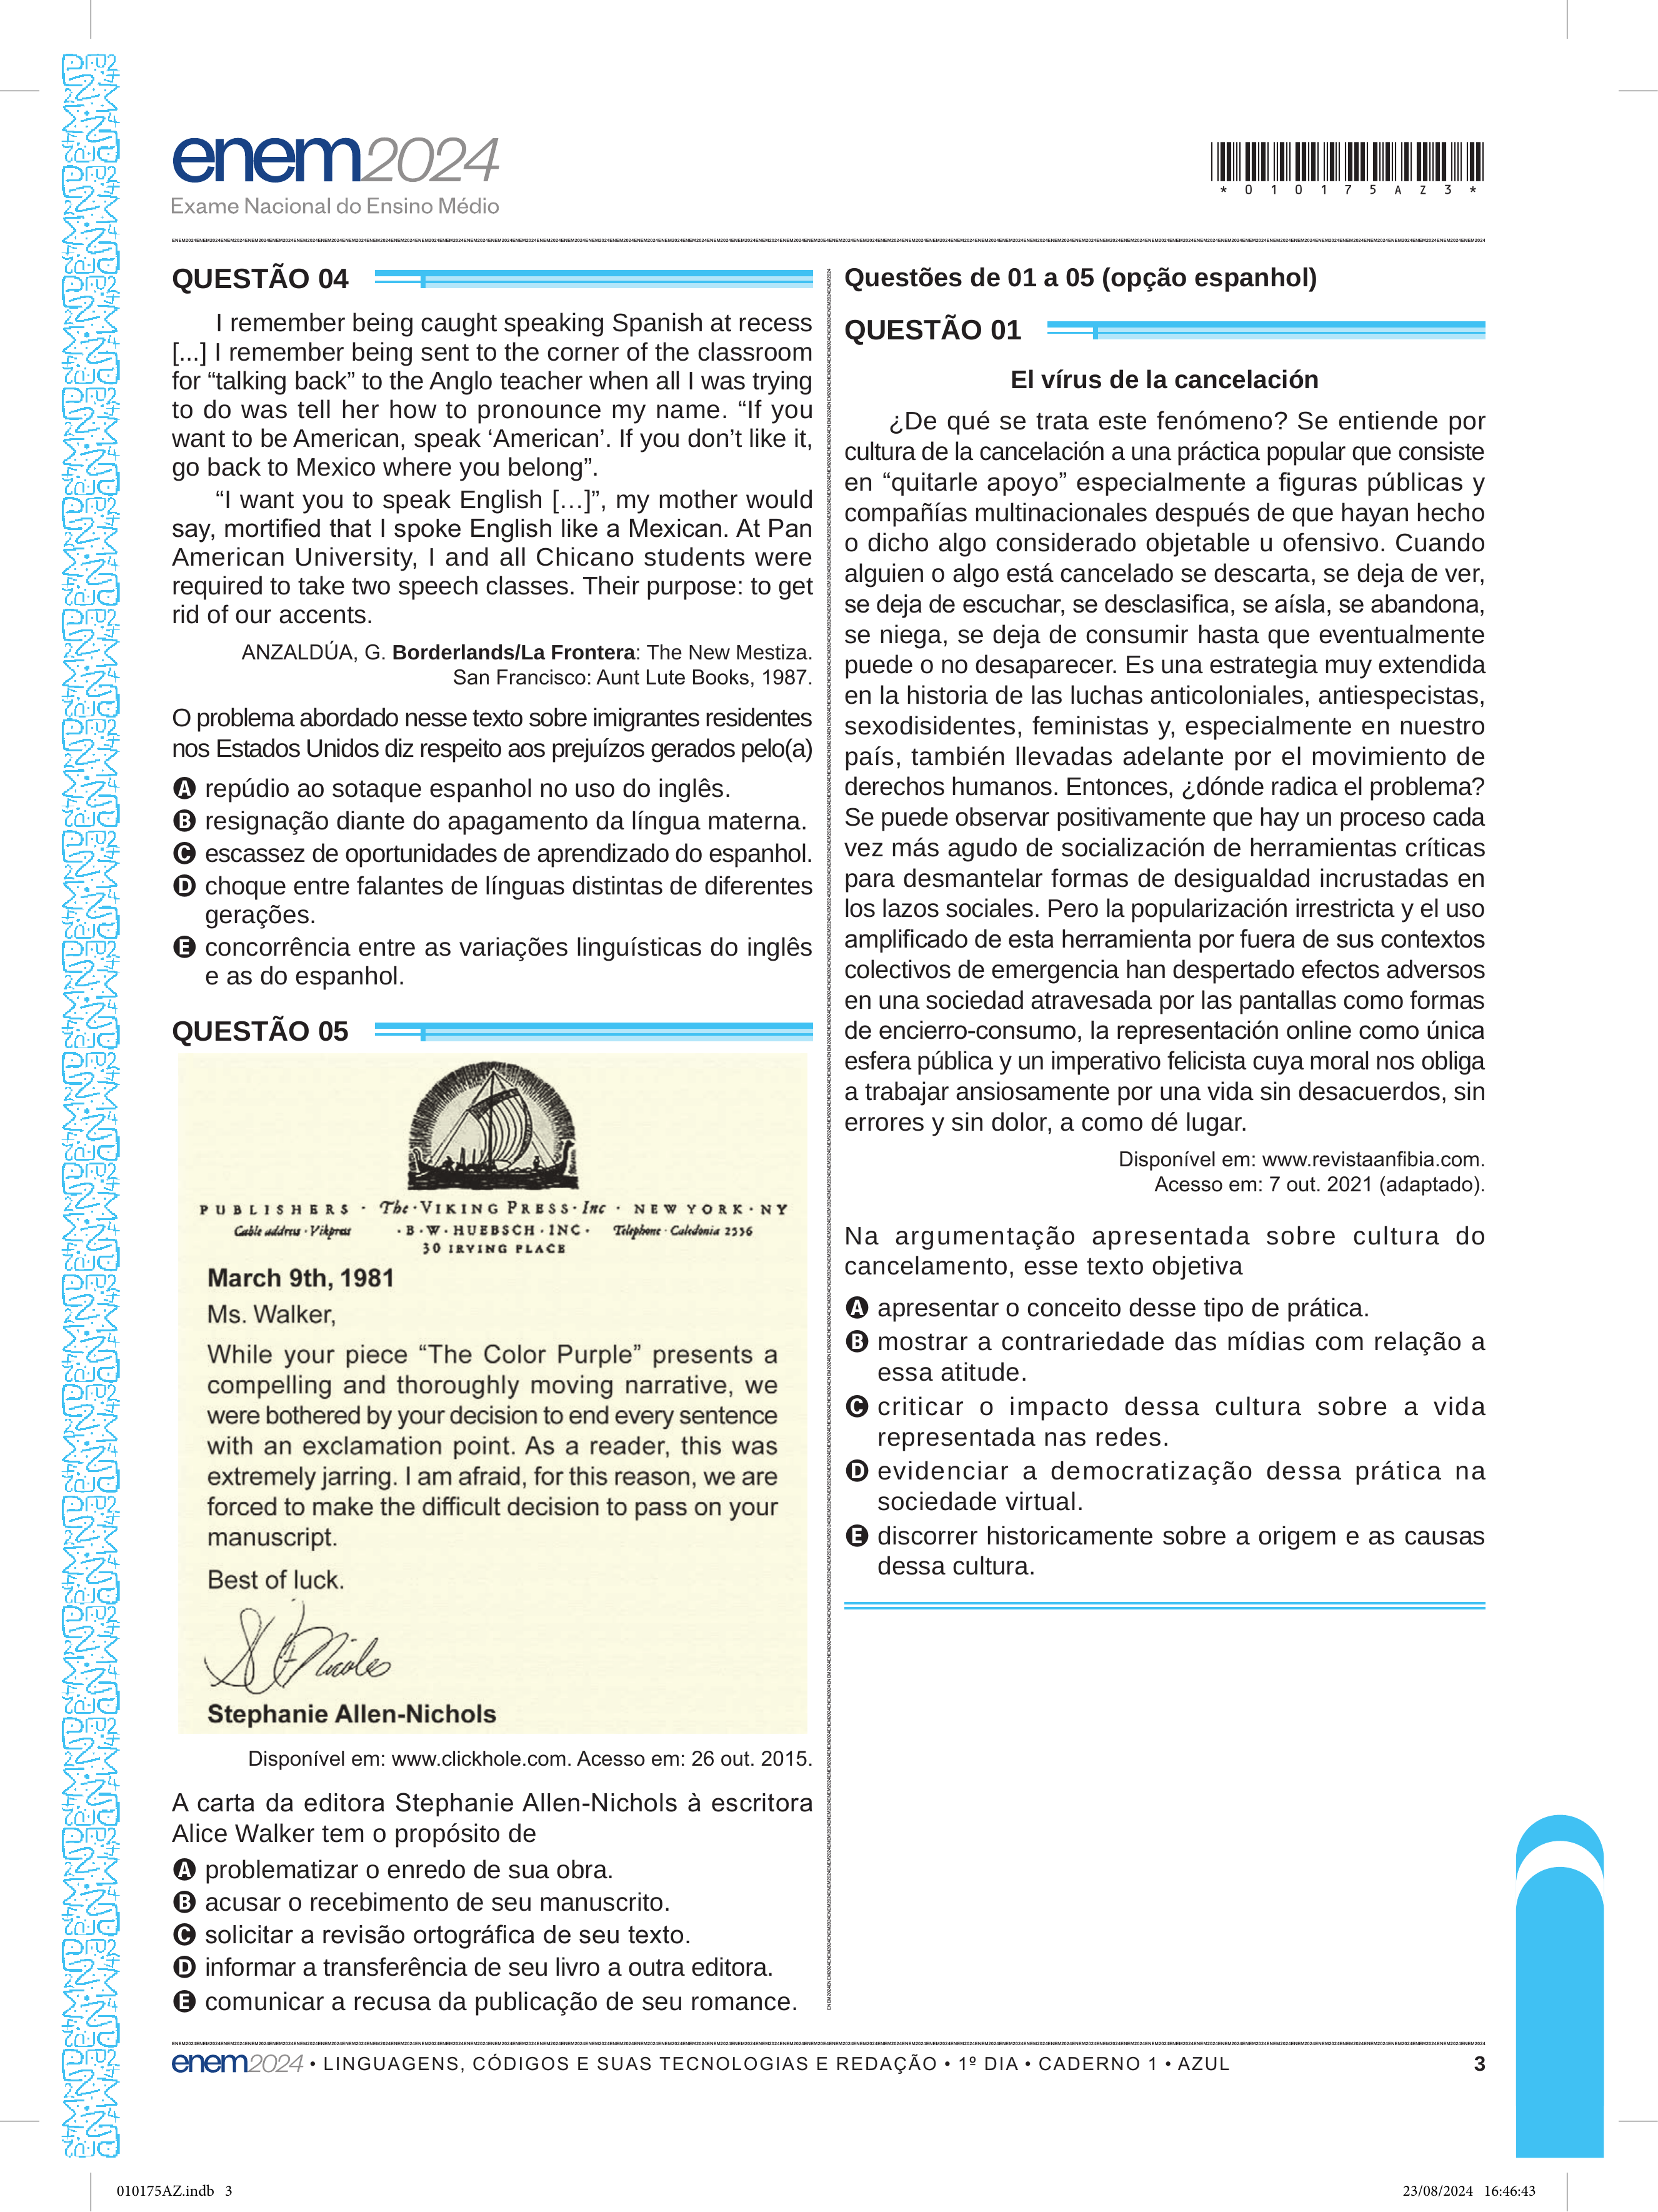 enem2024
Exame Nacional do Ensino Médio
*010175AZ3*
QUESTÃO 04
I remember being caught speaking Spanish at recess
[...] I remember being sent to the corner of the classroom
for “talking back” to the Anglo teacher when all I was trying
to do was tell her how to pronounce my name. “If you
want to be American, speak ‘American’. If you don’t like it,
go back to Mexico where you belong”.
“I want you to speak English […]”, my mother would
say, mortified that I spoke English like a Mexican. At Pan
American University, I and all Chicano students were
required to take two speech classes. Their purpose: to get
rid of our accents.
ANZALDÚA, G. Borderlands/La Frontera: The New Mestiza.
San Francisco: Aunt Lute Books, 1987.
O problema abordado nesse texto sobre imigrantes residentes
nos Estados Unidos diz respeito aos prejuízos gerados pelo(a)
A repúdio ao sotaque espanhol no uso do inglês.
B resignação diante do apagamento da língua materna.
C escassez de oportunidades de aprendizado do espanhol.
D choque entre falantes de línguas distintas de diferentes
gerações.
E concorrência entre as variações linguísticas do inglês
e as do espanhol.
QUESTÃO 05
PUBLISHERS · The · VIKING PRESS · Inc · NEW YORK · NY
Cable address · Vikpress · B · W · HUEBSCH · INC · Telephone · Caledonia 2536
30 IRVING PLACE
March 9th, 1981
Ms. Walker,
While your piece “The Color Purple” presents a
compelling and thoroughly moving narrative, we
were bothered by your decision to end every sentence
with an exclamation point. As a reader, this was
extremely jarring. I am afraid, for this reason, we are
forced to make the difficult decision to pass on your
manuscript.
Best of luck.
Stephanie Allen-Nichols
Disponível em: www.clickhole.com. Acesso em: 26 out. 2015.
A carta da editora Stephanie Allen-Nichols à escritora
Alice Walker tem o propósito de
A problematizar o enredo de sua obra.
B acusar o recebimento de seu manuscrito.
C solicitar a revisão ortográfica de seu texto.
D informar a transferência de seu livro a outra editora.
E comunicar a recusa da publicação de seu romance.
Questões de 01 a 05 (opção espanhol)
QUESTÃO 01
El vírus de la cancelación
¿De qué se trata este fenómeno? Se entiende por
cultura de la cancelación a una práctica popular que consiste
en “quitarle apoyo” especialmente a figuras públicas y
compañías multinacionales después de que hayan hecho
o dicho algo considerado objetable u ofensivo. Cuando
alguien o algo está cancelado se descarta, se deja de ver,
se deja de escuchar, se desclasifica, se aísla, se abandona,
se niega, se deja de consumir hasta que eventualmente
puede o no desaparecer. Es una estrategia muy extendida
en la historia de las luchas anticoloniales, antiespecistas,
sexodisidentes, feministas y, especialmente en nuestro
país, también llevadas adelante por el movimiento de
derechos humanos. Entonces, ¿dónde radica el problema?
Se puede observar positivamente que hay un proceso cada
vez más agudo de socialización de herramientas críticas
para desmantelar formas de desigualdad incrustadas en
los lazos sociales. Pero la popularización irrestricta y el uso
amplificado de esta herramienta por fuera de sus contextos
colectivos de emergencia han despertado efectos adversos
en una sociedad atravesada por las pantallas como formas
de encierro-consumo, la representación online como única
esfera pública y un imperativo felicista cuya moral nos obliga
a trabajar ansiosamente por una vida sin desacuerdos, sin
errores y sin dolor, a como dé lugar.
Disponível em: www.revistaanfibia.com.
Acesso em: 7 out. 2021 (adaptado).
Na argumentação apresentada sobre cultura do
cancelamento, esse texto objetiva
A apresentar o conceito desse tipo de prática.
B mostrar a contrariedade das mídias com relação a
essa atitude.
C criticar o impacto dessa cultura sobre a vida
representada nas redes.
D evidenciar a democratização dessa prática na
sociedade virtual.
E discorrer historicamente sobre a origem e as causas
dessa cultura.
enem2024 • LINGUAGENS, CÓDIGOS E SUAS TECNOLOGIAS E REDAÇÃO • 1º DIA • CADERNO 1 • AZUL 3
010175AZ.indb 3 23/08/2024 16:46:43